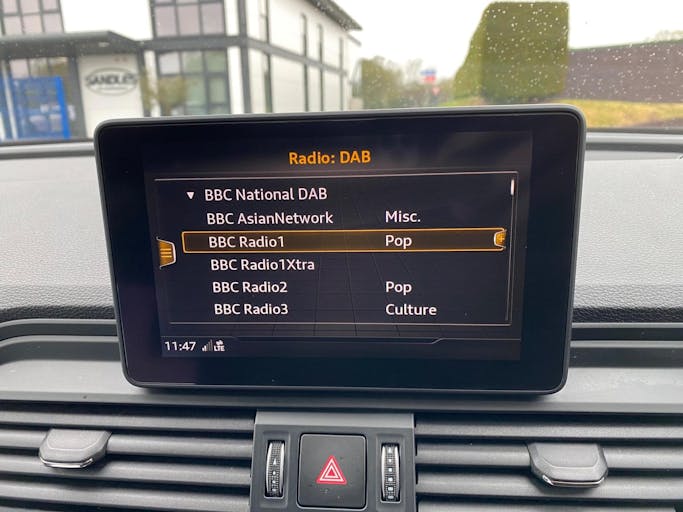 SANDLES
Radio: DAB
▼ BBC National DAB
BBC AsianNetwork Misc.
BBC Radio1 Pop
BBC Radio1Xtra
BBC Radio2 Pop
BBC Radio3 Culture
11:47 LTE